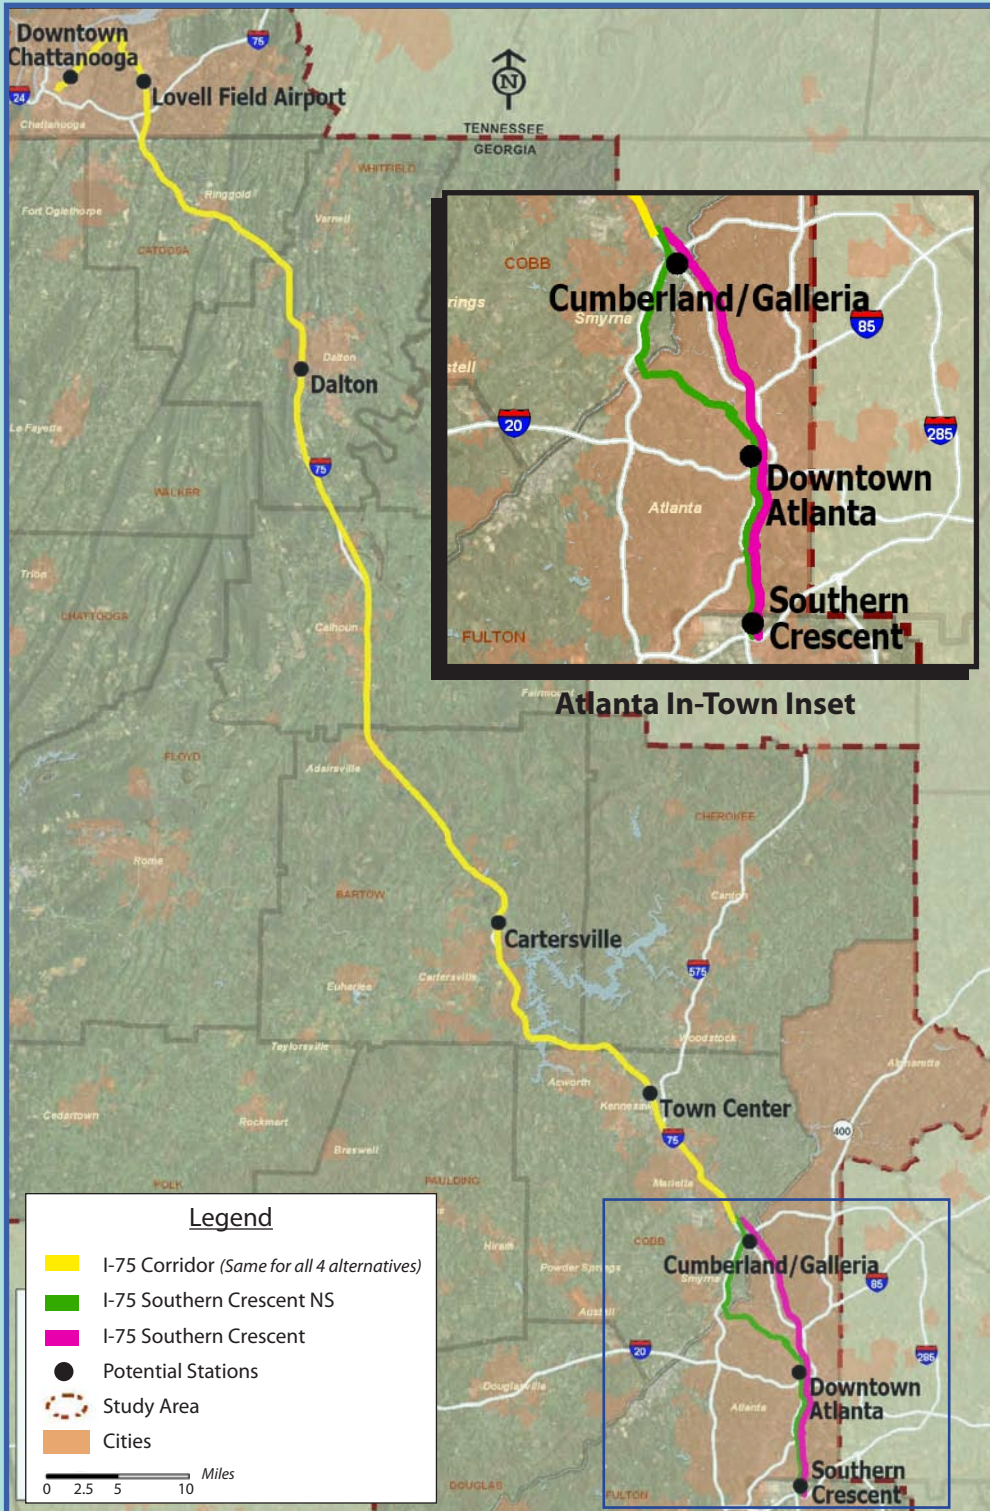 Downtown
Chattanooga
75
24
Lovell Field Airport
Chattanooga
N
TENNESSEE
GEORGIA
WHITFIELD
Ringgold
Fort Oglethorpe
Varnell
CATOOSA
COBB
rings
Smyrna
Cumberland/Galleria
85
stell
20
285
Downtown
Atlanta
Atlanta
Southern
Crescent
FULTON
Atlanta In-Town Inset
Dalton
Dalton
La Fayette
75
WALKER
Trion
CHATTOOGA
Calhoun
Fairmount
FLOYD
Adairsville
CHEROKEE
Rome
BARTOW
Canton
Cartersville
Cartersville
575
Euharlee
Taylorsville
Woodstock
Alpharetta
Acworth
Kennesaw
Town Center
Cedartown
Rockmart
75
400
Braswell
Marietta
POLK
PAULDING
COBB
Hiram
Powder Springs
Cumberland/Galleria
Smyrna
85
Austell
20
285
Douglasville
Downtown
Atlanta
Atlanta
Southern
Crescent
DOUGLAS
FULTON
Legend
I-75 Corridor (Same for all 4 alternatives)
I-75 Southern Crescent NS
I-75 Southern Crescent
Potential Stations
Study Area
Cities
Miles
0 2.5 5 10